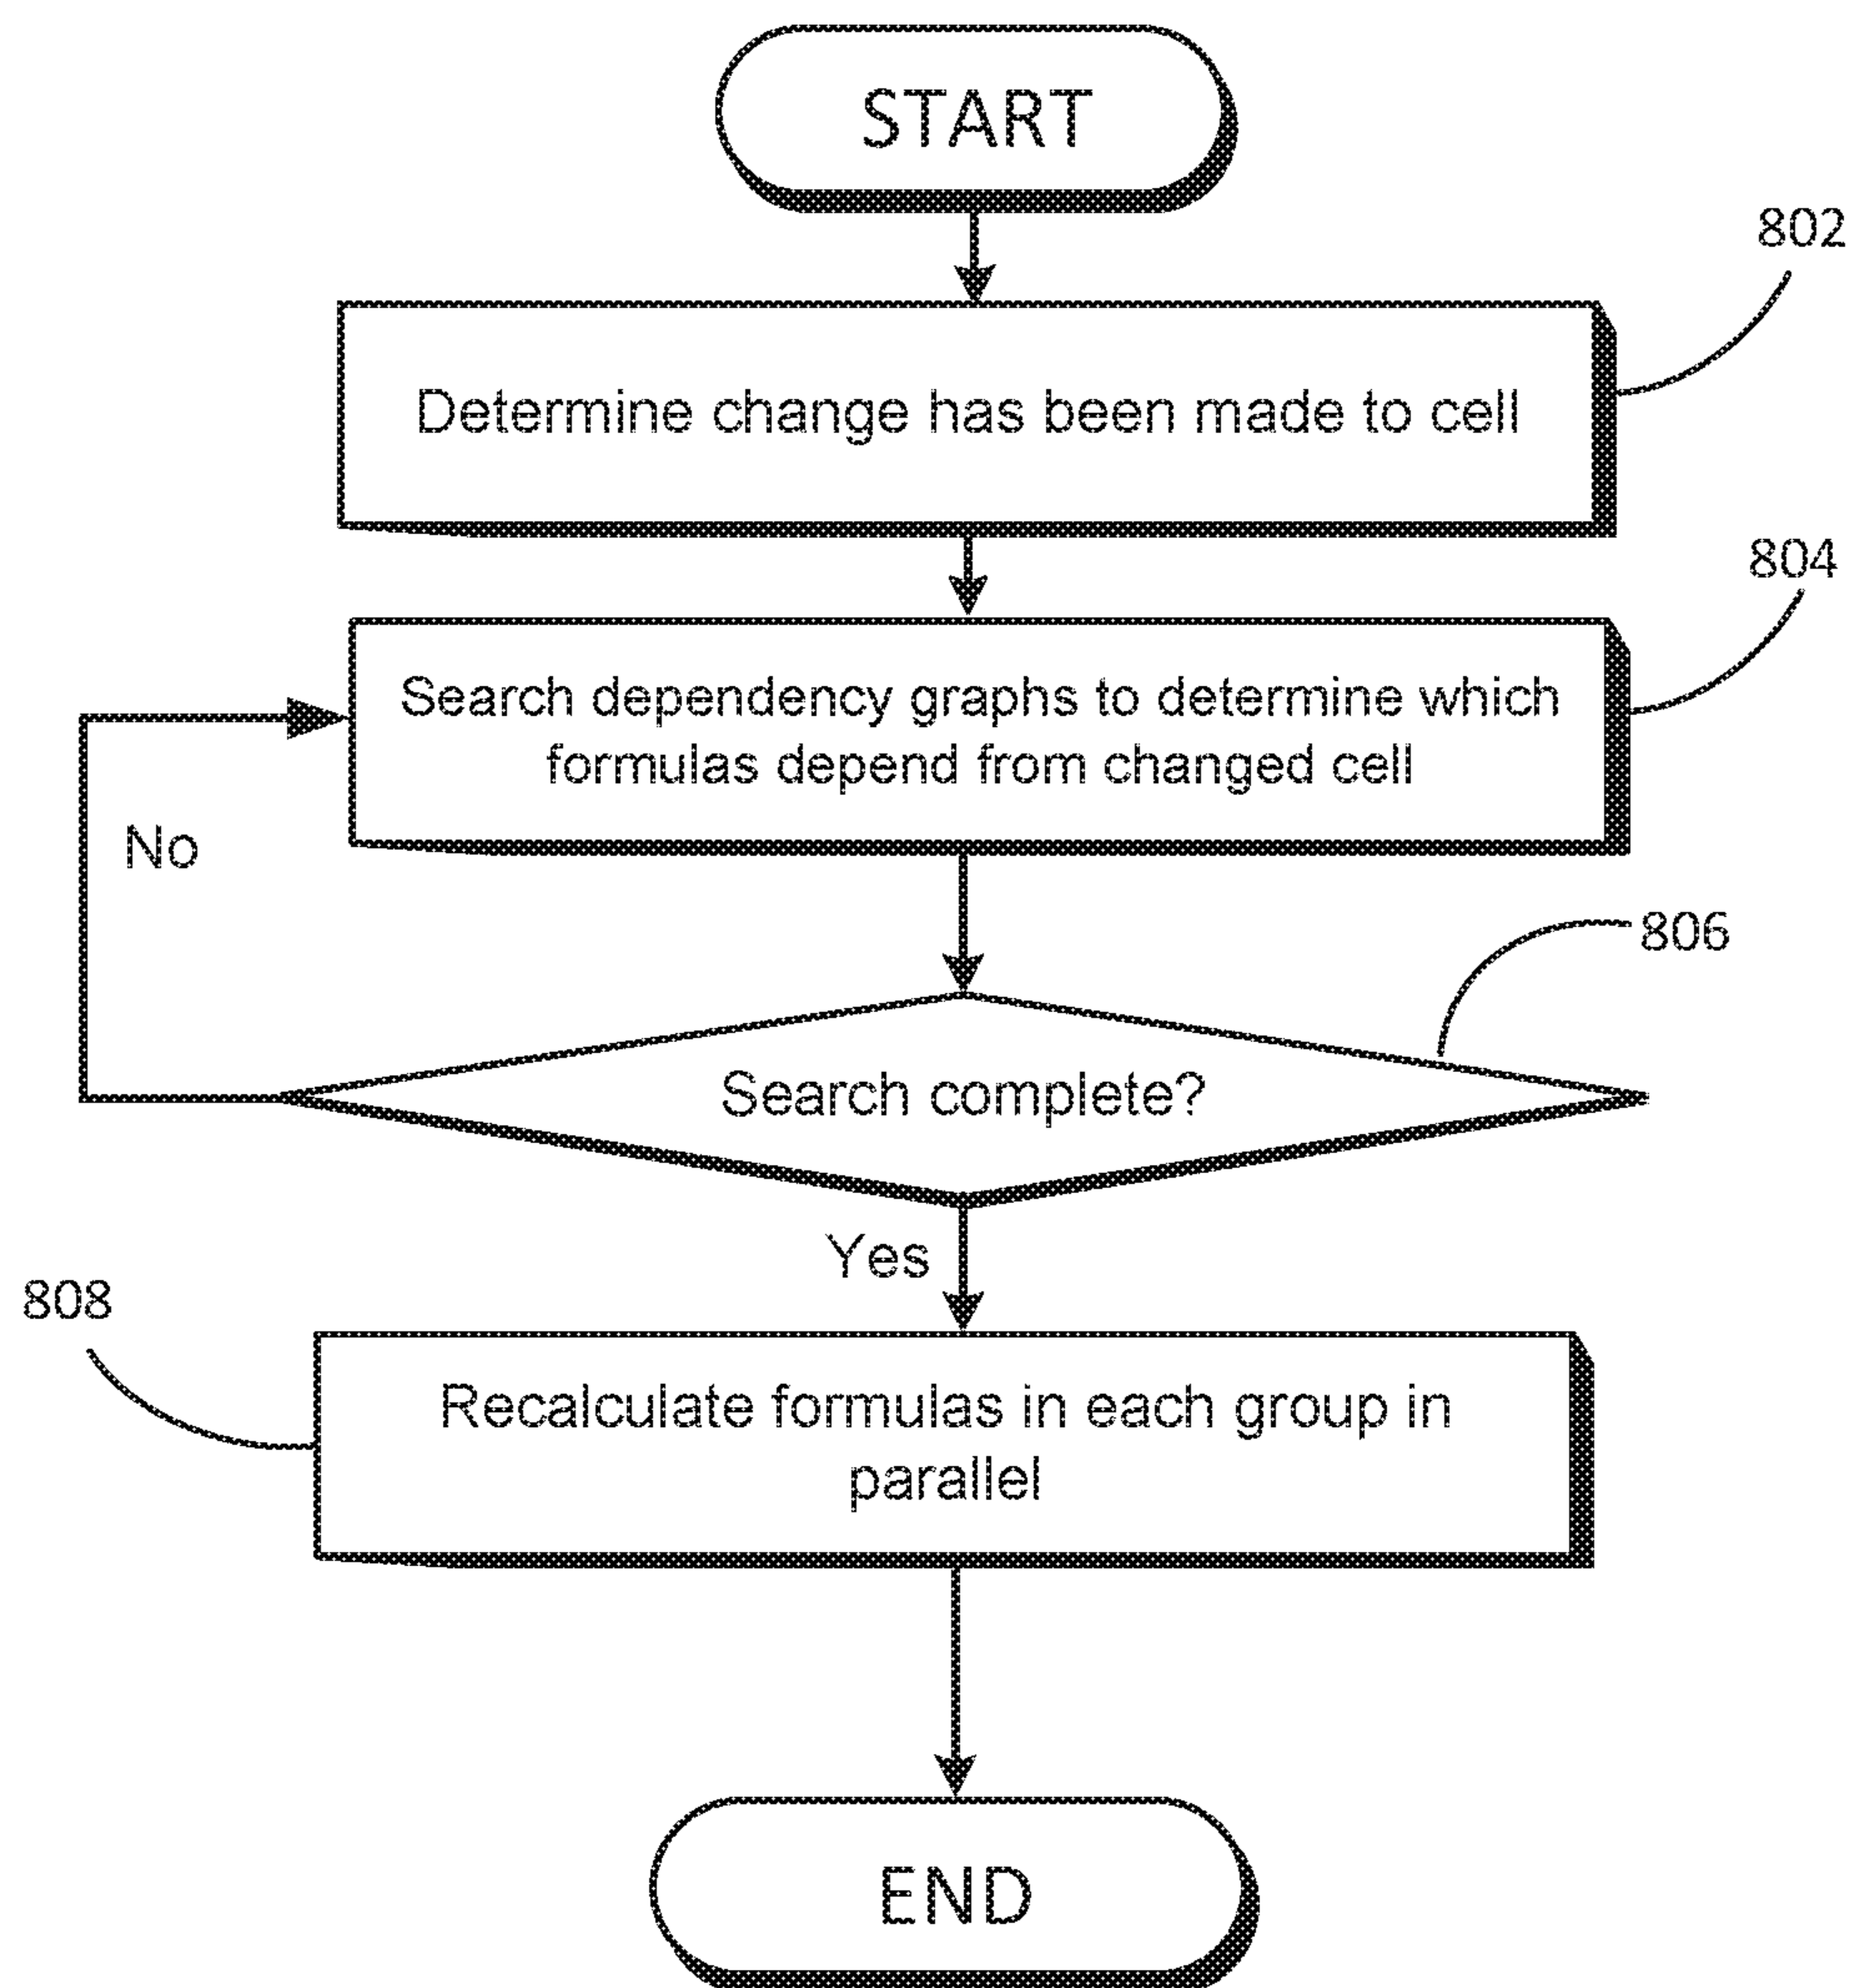 START
802
Determine change has been made to cell
804
Search dependency graphs to determine which
formulas depend from changed cell
No
806
Search complete?
Yes
808
Recalculate formulas in each group in
parallel
END